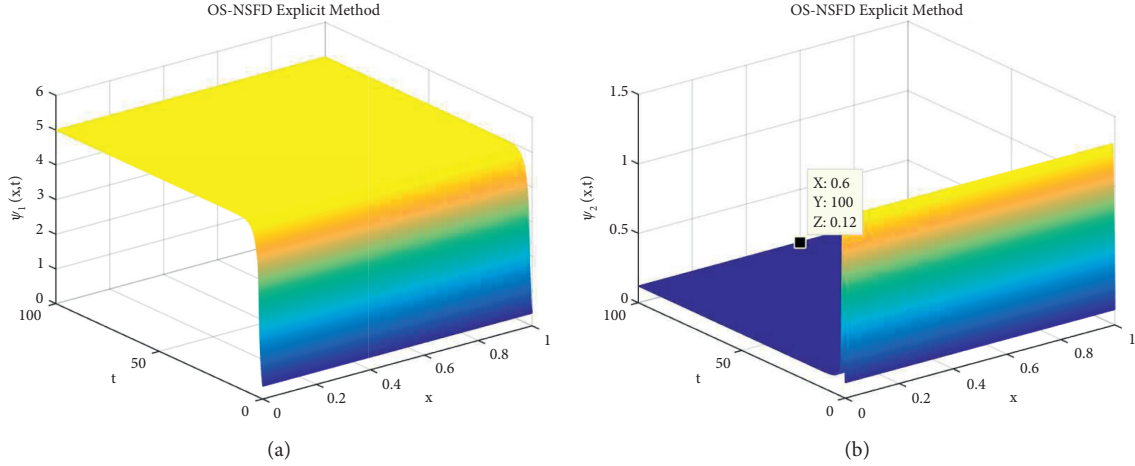 OS-NSFD Explicit Method
6
5
4
3
2
1
0
ψ1 (x,t)
100
50
0
t
0
0.2
0.4
0.6
0.8
1
x
(a)
OS-NSFD Explicit Method
1.5
1
0.5
0
ψ2 (x,t)
X: 0.6
Y: 100
Z: 0.12
100
50
0
t
0
0.2
0.4
0.6
0.8
1
x
(b)